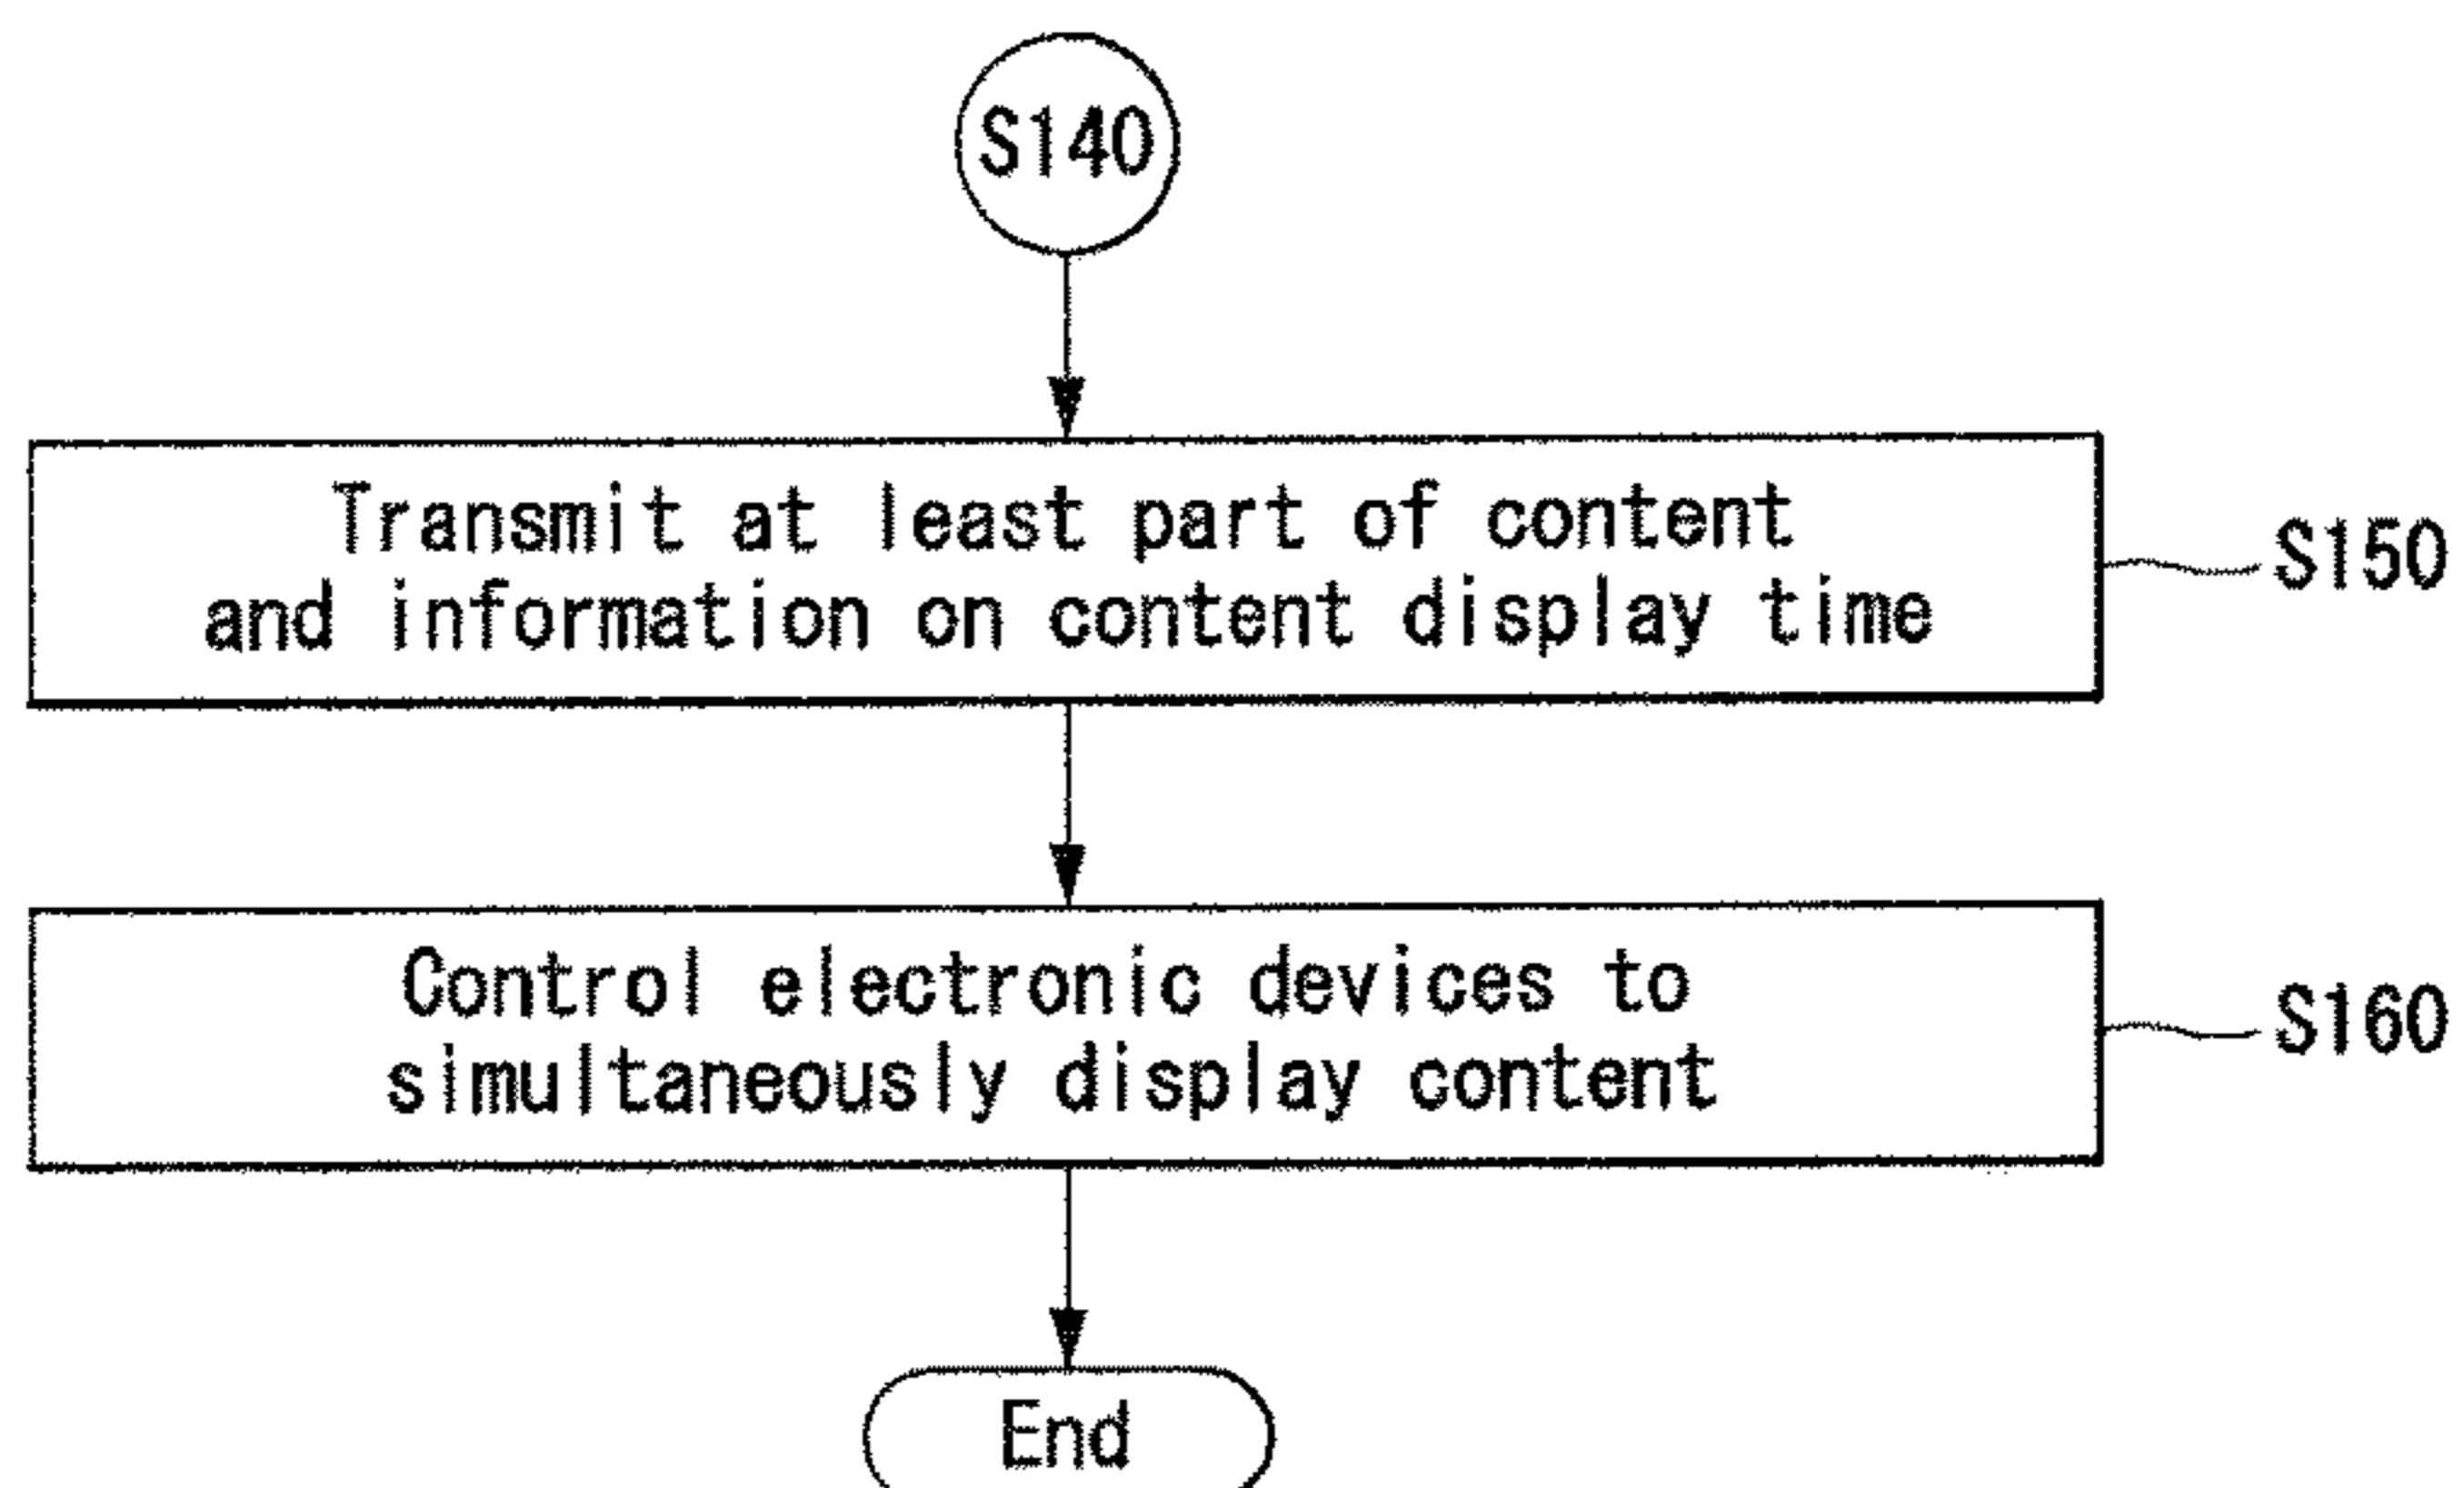 S140
Transmit at least part of content
and information on content display time
S150
Control electronic devices to
simultaneously display content
S160
End